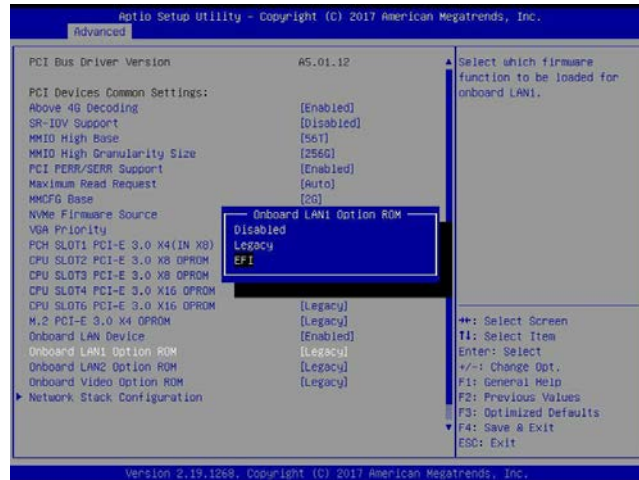 Aptio Setup Utility - Copyright (C) 2017 American Megatrends, Inc.
Advanced
PCI Bus Driver Version A5.01.12
PCI Devices Common Settings:
Above 4G Decoding [Enabled]
SR-IOV Support [Disabled]
MMIO High Base [56T]
MMIO High Granularity Size [256G]
PCI PERR/SERR Support [Enabled]
Maximum Read Request [Auto]
MMCFG Base [2G]
NVMe Firmware Source
VGA Priority
PCH SLOT1 PCI-E 3.0 X4(IN X8)
CPU SLOT2 PCI-E 3.0 X8 OPROM
CPU SLOT3 PCI-E 3.0 X8 OPROM
CPU SLOT4 PCI-E 3.0 X16 OPROM
CPU SLOT6 PCI-E 3.0 X16 OPROM [Legacy]
M.2 PCI-E 3.0 X4 OPROM [Legacy]
Onboard LAN Device [Enabled]
Onboard LAN1 Option ROM [Legacy]
Onboard LAN2 Option ROM [Legacy]
Onboard Video Option ROM [Legacy]
Network Stack Configuration
Onboard LAN1 Option ROM
Disabled
Legacy
EFI
Select which firmware
function to be loaded for
onboard LAN1.
→←: Select Screen
↑↓: Select Item
Enter: Select
+/-: Change Opt.
F1: General Help
F2: Previous Values
F3: Optimized Defaults
F4: Save & Exit
ESC: Exit
Version 2.19.1268. Copyright (C) 2017 American Megatrends, Inc.